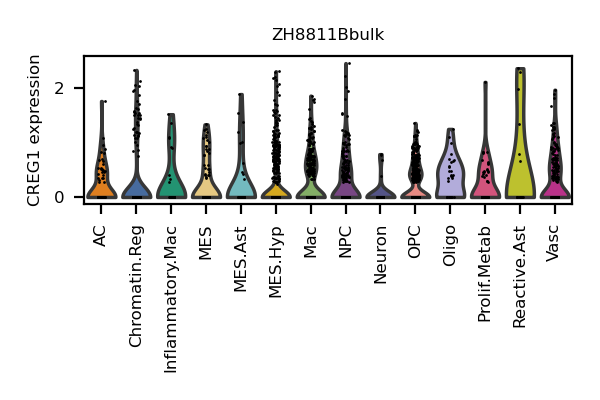 ZH8811Bbulk
CREG1 expression
2
0
AC
Chromatin.Reg
Inflammatory.Mac
MES
MES.Ast
MES.Hyp
Mac
NPC
Neuron
OPC
Oligo
Prolif.Metab
Reactive.Ast
Vasc